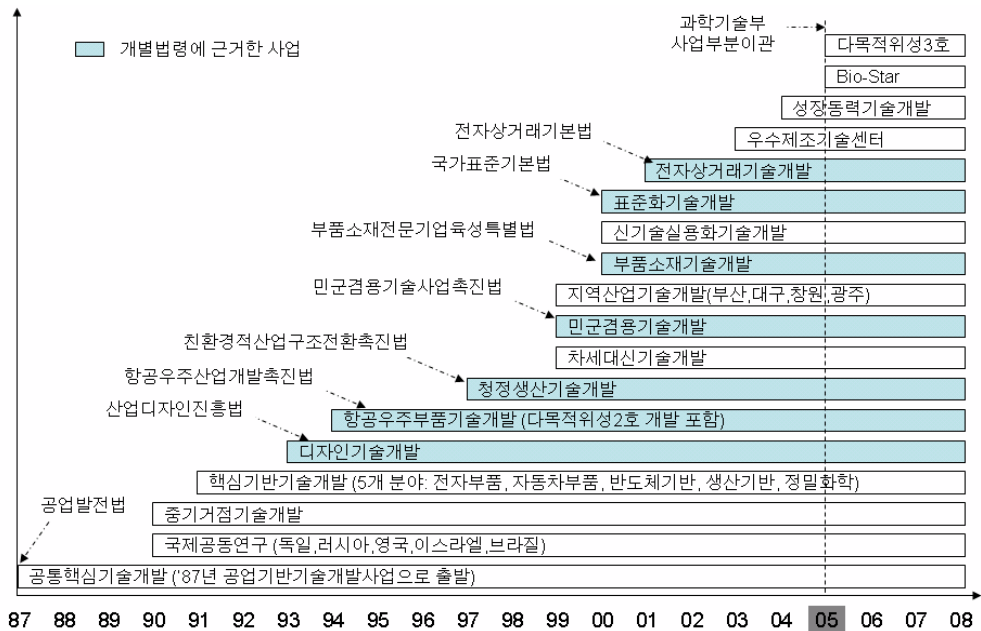 과학기술부
사업부분이관
개별법령에 근거한 사업
다목적위성3호
Bio-Star
성장동력기술개발
우수제조기술센터
전자상거래기본법
전자상거래기술개발
국가표준기본법
표준화기술개발
신기술실용화기술개발
부품소재전문기업육성특별법
부품소재기술개발
지역산업기술개발(부산,대구,창원,광주)
민군겸용기술사업촉진법
민군겸용기술개발
차세대신기술개발
친환경적산업구조전환촉진법
청정생산기술개발
항공우주산업개발촉진법
항공우주부품기술개발 (다목적위성2호 개발 포함)
산업디자인진흥법
디자인기술개발
핵심기반기술개발 (5개 분야: 전자부품, 자동차부품, 반도체기반, 생산기반, 정밀화학)
공업발전법
중기거점기술개발
국제공동연구 (독일,러시아,영국,이스라엘,브라질)
공통핵심기술개발 ('87년 공업기반기술개발사업으로 출발)
87 88 89 90 91 92 93 94 95 96 97 98 99 00 01 02 03 04 05 06 07 08